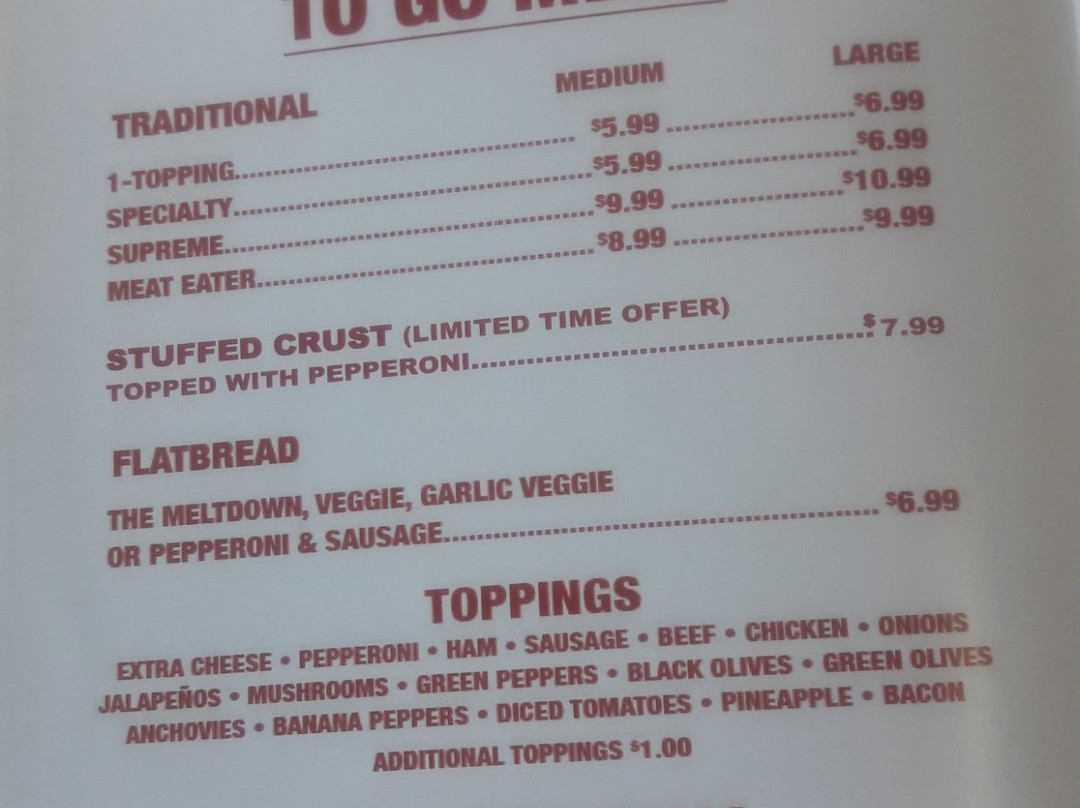 TO GO
MEDIUM LARGE
TRADITIONAL
1-TOPPING $5.99 $6.99
SPECIALTY $5.99 $6.99
SUPREME $9.99 $10.99
MEAT EATER $8.99 $9.99
STUFFED CRUST (LIMITED TIME OFFER)
TOPPED WITH PEPPERONI $7.99
FLATBREAD
THE MELTDOWN, VEGGIE, GARLIC VEGGIE
OR PEPPERONI & SAUSAGE $6.99
TOPPINGS
EXTRA CHEESE • PEPPERONI • HAM • SAUSAGE • BEEF • CHICKEN • ONIONS
JALAPEÑOS • MUSHROOMS • GREEN PEPPERS • BLACK OLIVES • GREEN OLIVES
ANCHOVIES • BANANA PEPPERS • DICED TOMATOES • PINEAPPLE • BACON
ADDITIONAL TOPPINGS $1.00